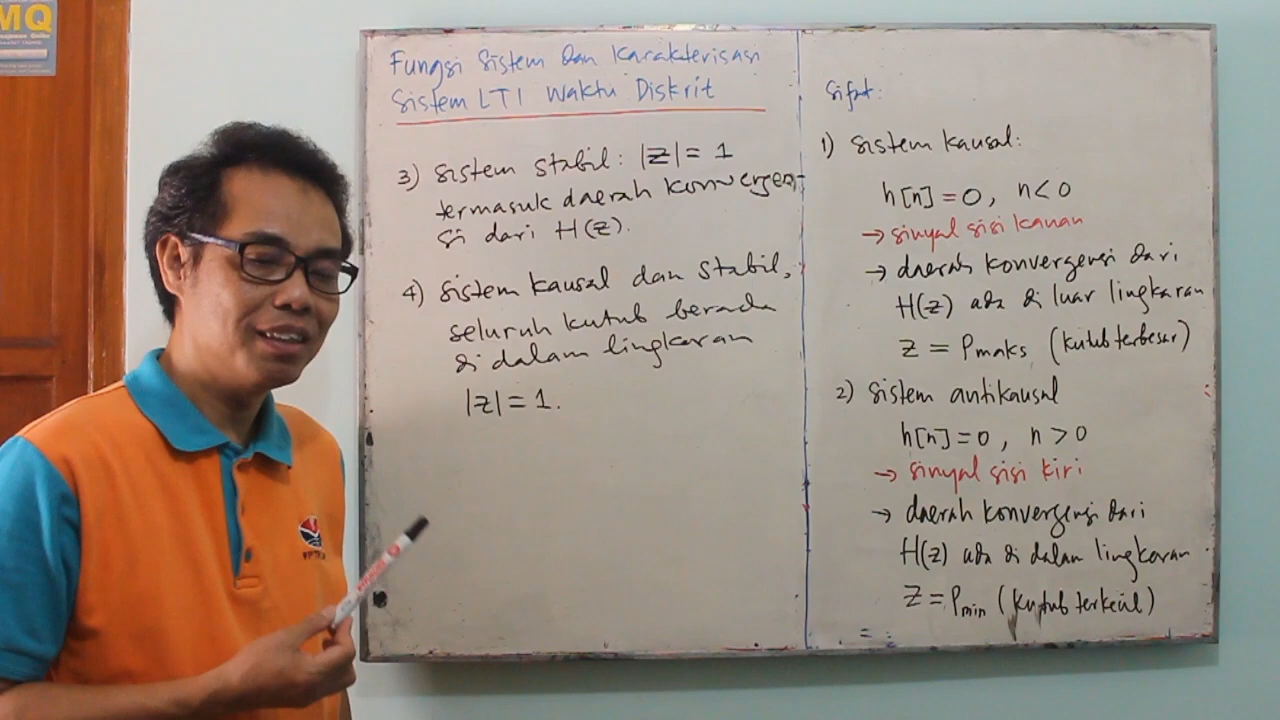 MQ
Fungsi Sistem dan Karakterisasi
Sistem LTI Waktu Diskrit
3) Sistem stabil: |z| = 1
termasuk daerah konvergen-
si dari H(z).
4) Sistem kausal dan stabil,
seluruh kutub berada
di dalam lingkaran
|z| = 1.
Sifat:
1) Sistem kausal:
h[n] = 0, n < 0
→ sinyal sisi kanan
→ daerah konvergensi dari
H(z) ada di luar lingkaran
z = Pmaks (kutub terbesar)
2) Sistem antikausal
h[n] = 0, n > 0
→ sinyal sisi kiri
→ daerah konvergensi dari
H(z) ada di dalam lingkaran
z = Pmin (kutub terkecil)